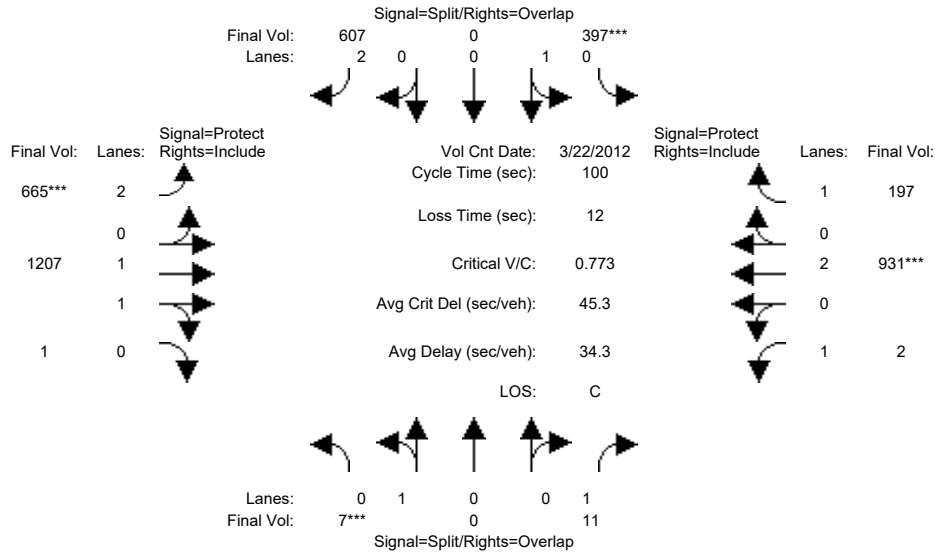 Signal=Split/Rights=Overlap
Final Vol: 607 0 397***
Lanes: 2 0 0 1 0
Signal=Protect Signal=Protect
Final Vol: Lanes: Rights=Include Vol Cnt Date: 3/22/2012 Rights=Include Lanes: Final Vol:
Cycle Time (sec): 100
665*** 2 1 197
Loss Time (sec): 12
0 0
1207 1 Critical V/C: 0.773 2 931***
1 Avg Crit Del (sec/veh): 45.3 0
1 0 Avg Delay (sec/veh): 34.3 1 2
LOS: C
Lanes: 0 1 0 0 1
Final Vol: 7*** 0 11
Signal=Split/Rights=Overlap